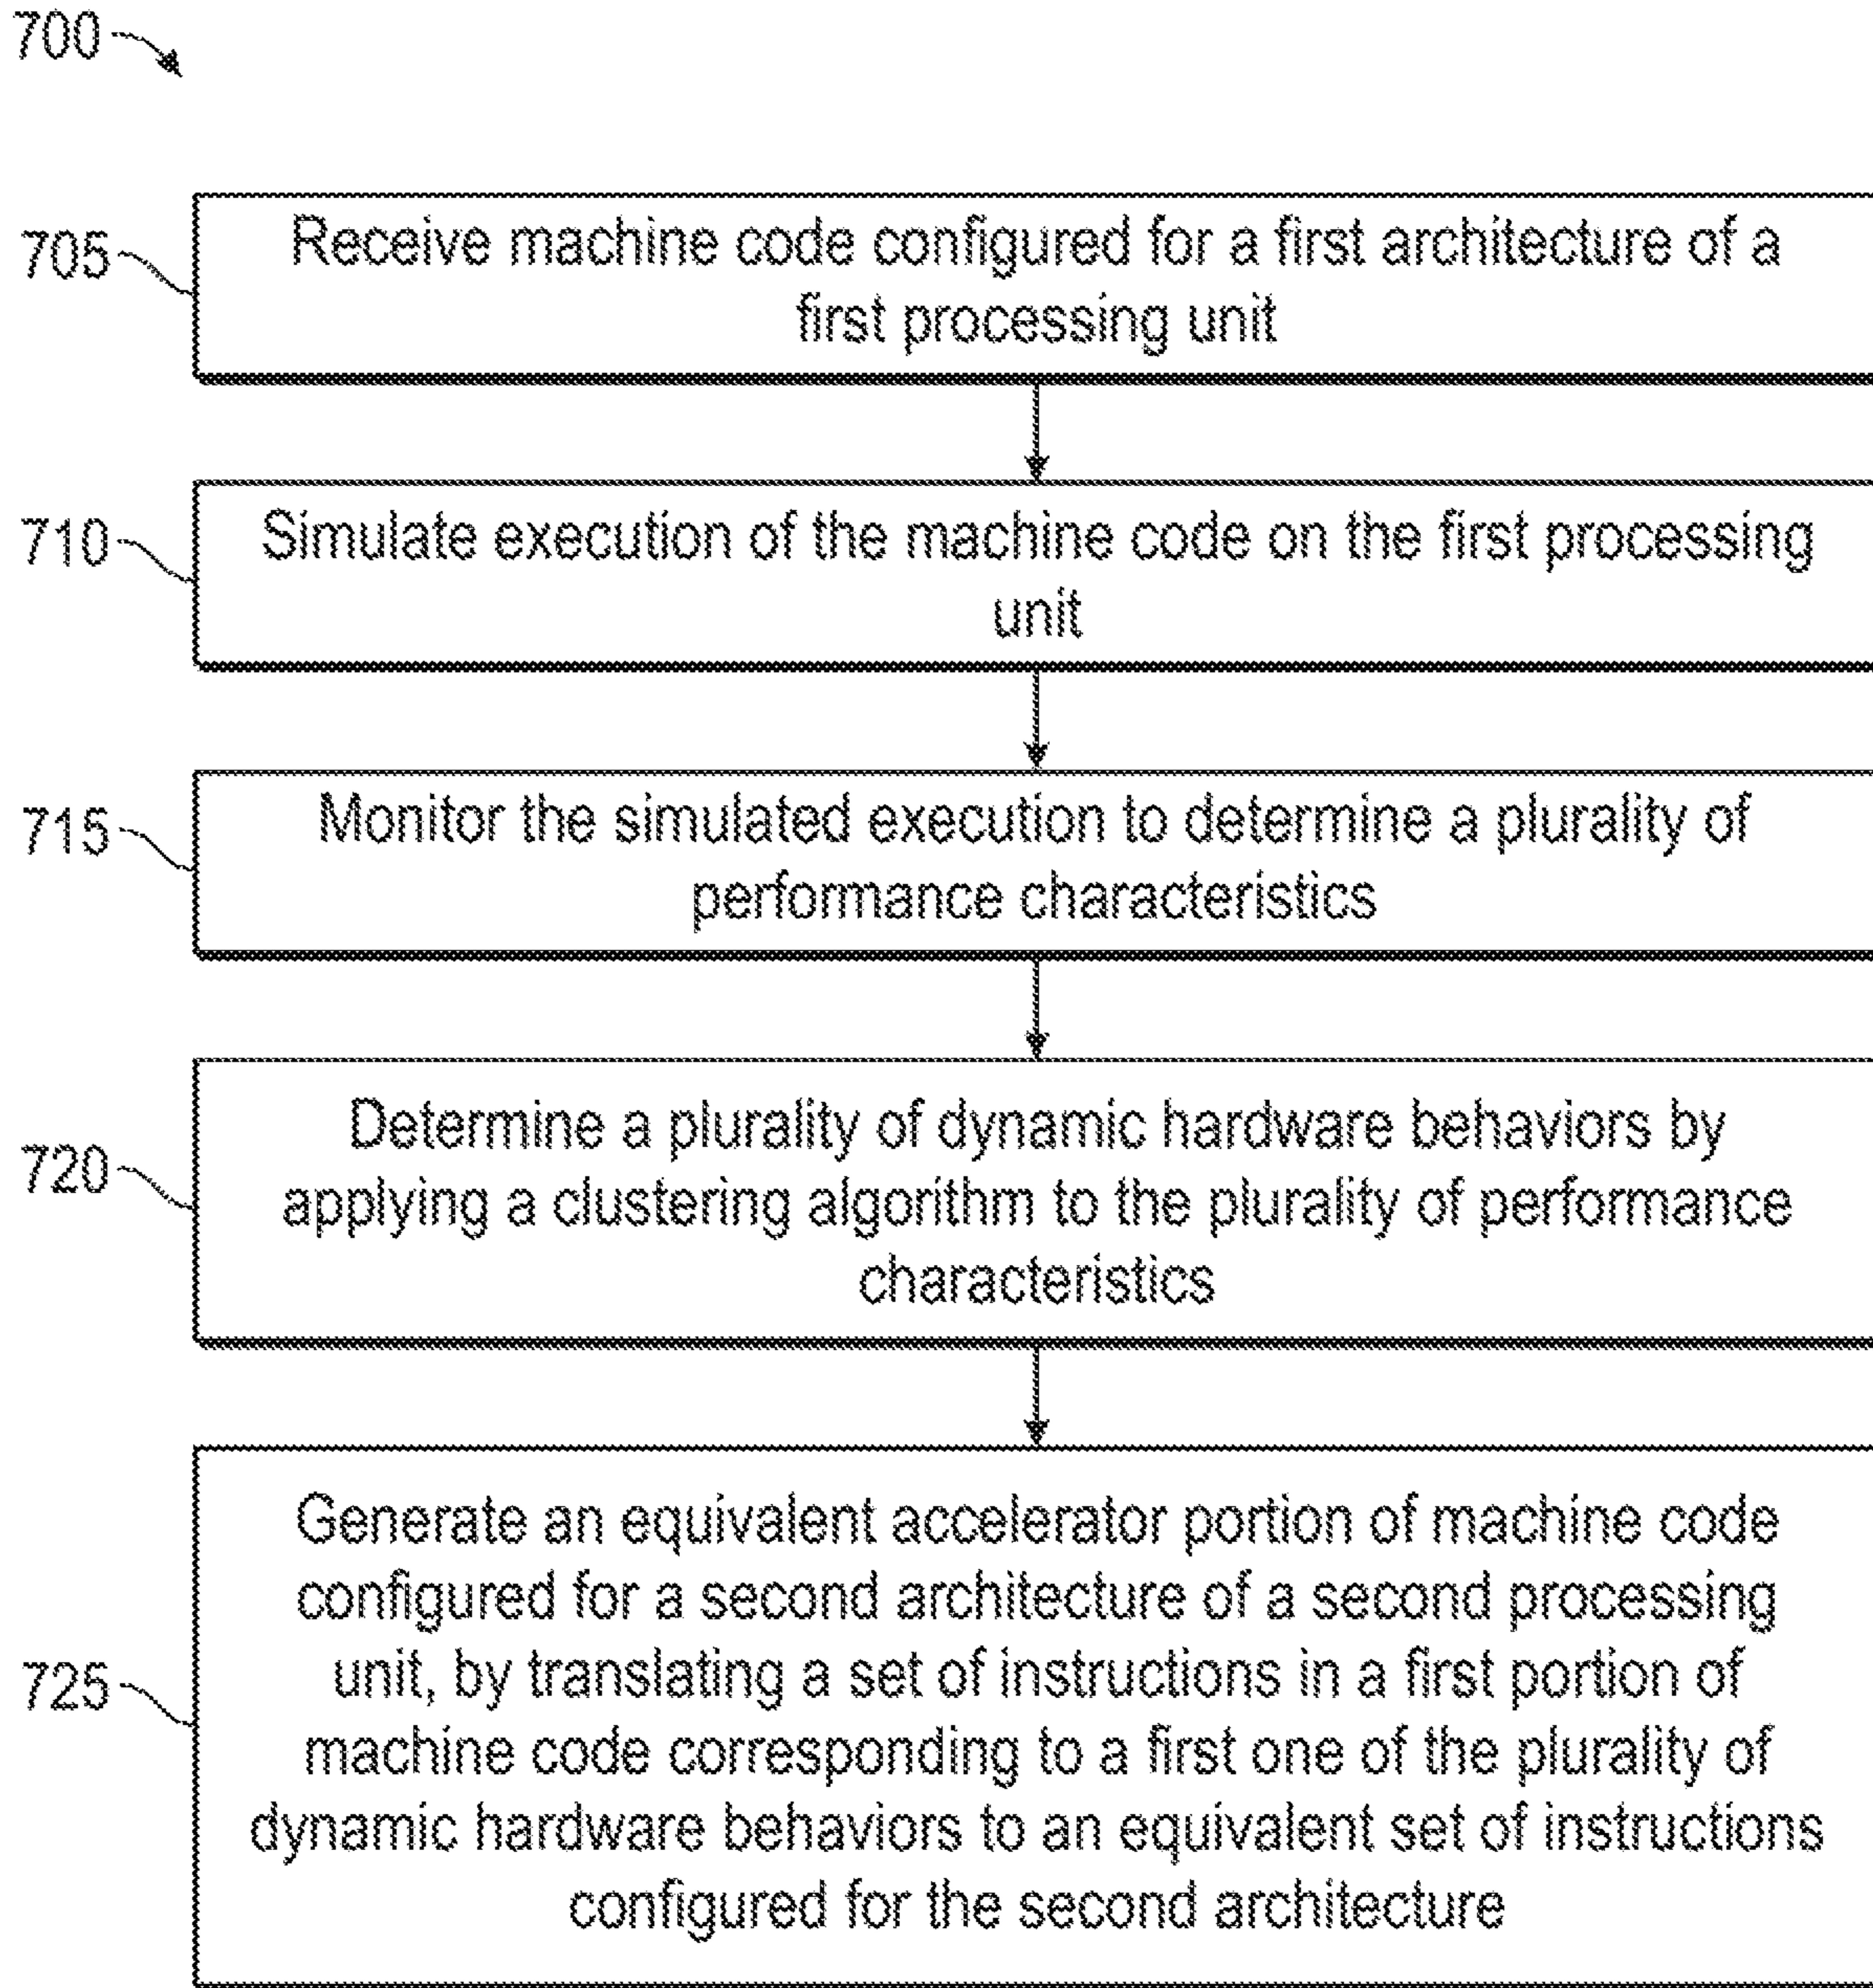 700
705
Receive machine code configured for a first architecture of a
first processing unit
710
Simulate execution of the machine code on the first processing
unit
715
Monitor the simulated execution to determine a plurality of
performance characteristics
720
Determine a plurality of dynamic hardware behaviors by
applying a clustering algorithm to the plurality of performance
characteristics
725
Generate an equivalent accelerator portion of machine code
configured for a second architecture of a second processing
unit, by translating a set of instructions in a first portion of
machine code corresponding to a first one of the plurality of
dynamic hardware behaviors to an equivalent set of instructions
configured for the second architecture